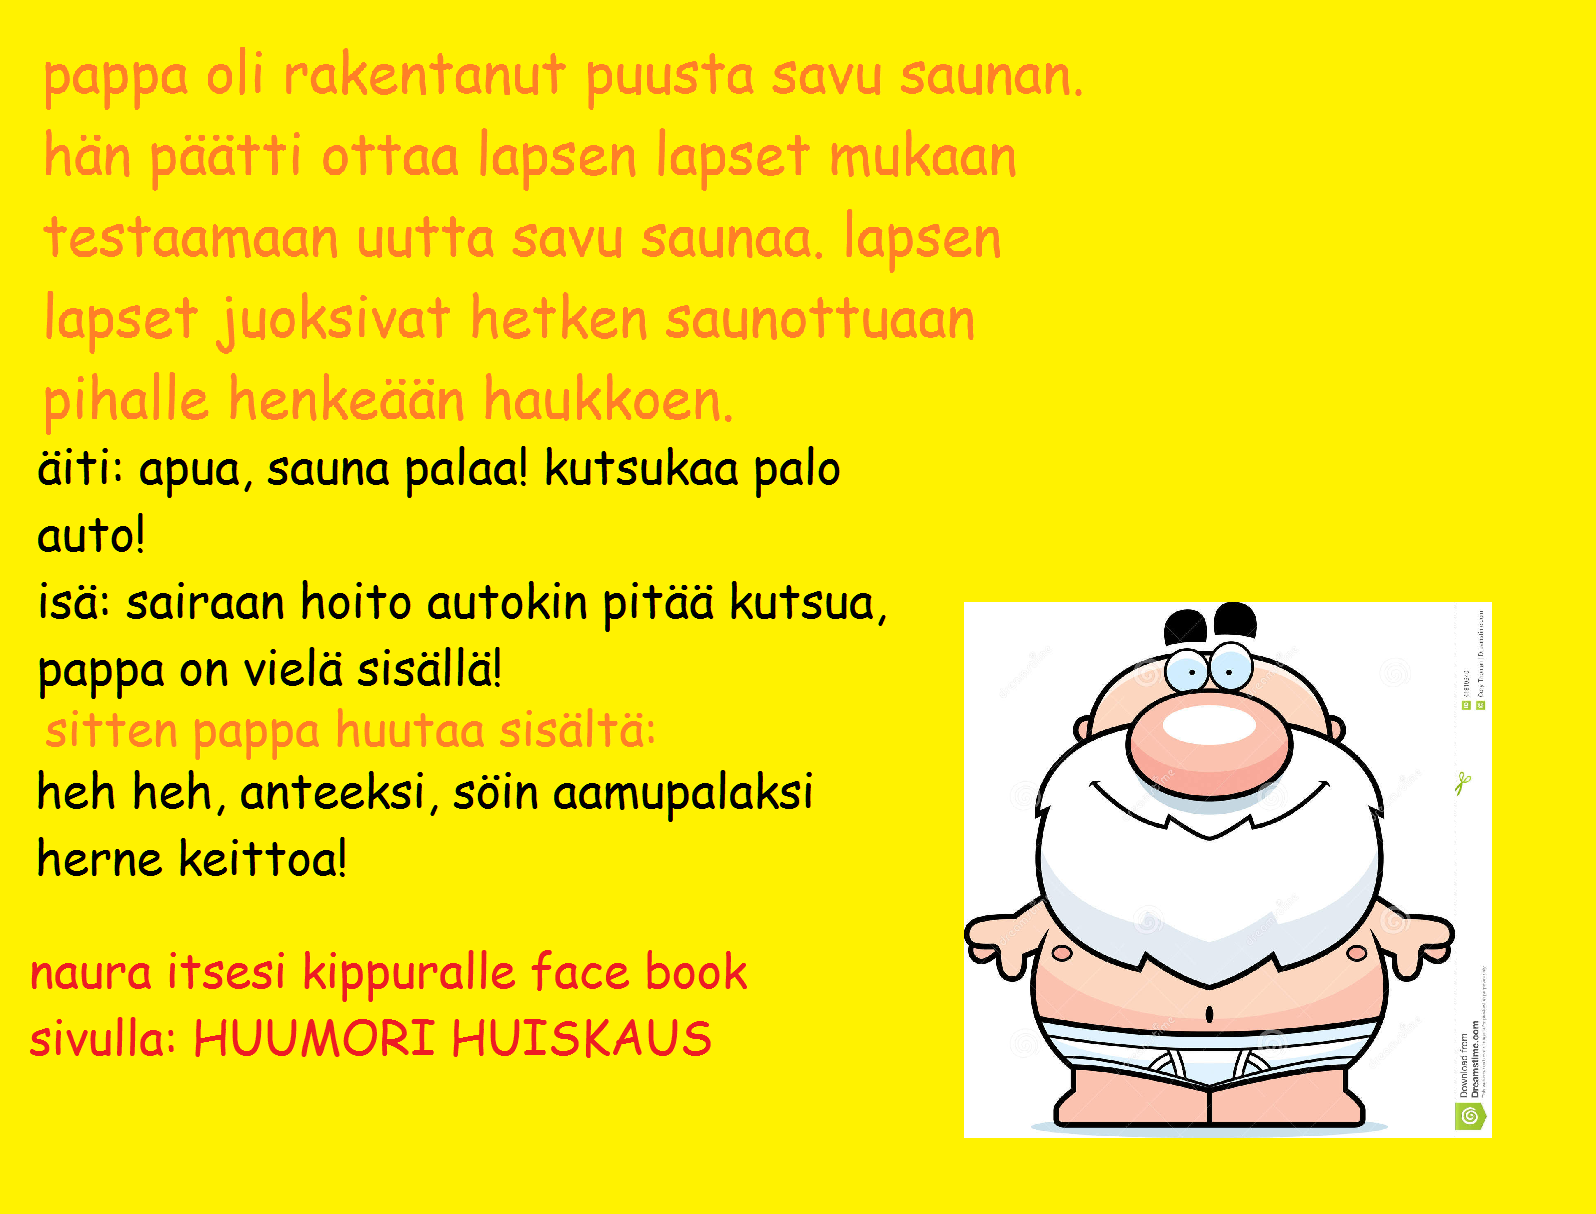 pappa oli rakentanut puusta savu saunan.
hän päätti ottaa lapsen lapset mukaan
testaamaan uutta savu saunaa. lapsen
lapset juoksivat hetken saunottuaan
pihalle henkeään haukkoen.
äiti: apua, sauna palaa! kutsukaa palo
auto!
isä: sairaan hoito autokin pitää kutsua,
pappa on vielä sisällä!
sitten pappa huutaa sisältä:
heh heh, anteeksi, söin aamupalaksi
herne keittoa!
naura itsesi kippuralle face book
sivulla: HUUMORI HUISKAUS
Download from
Dreamstime.com